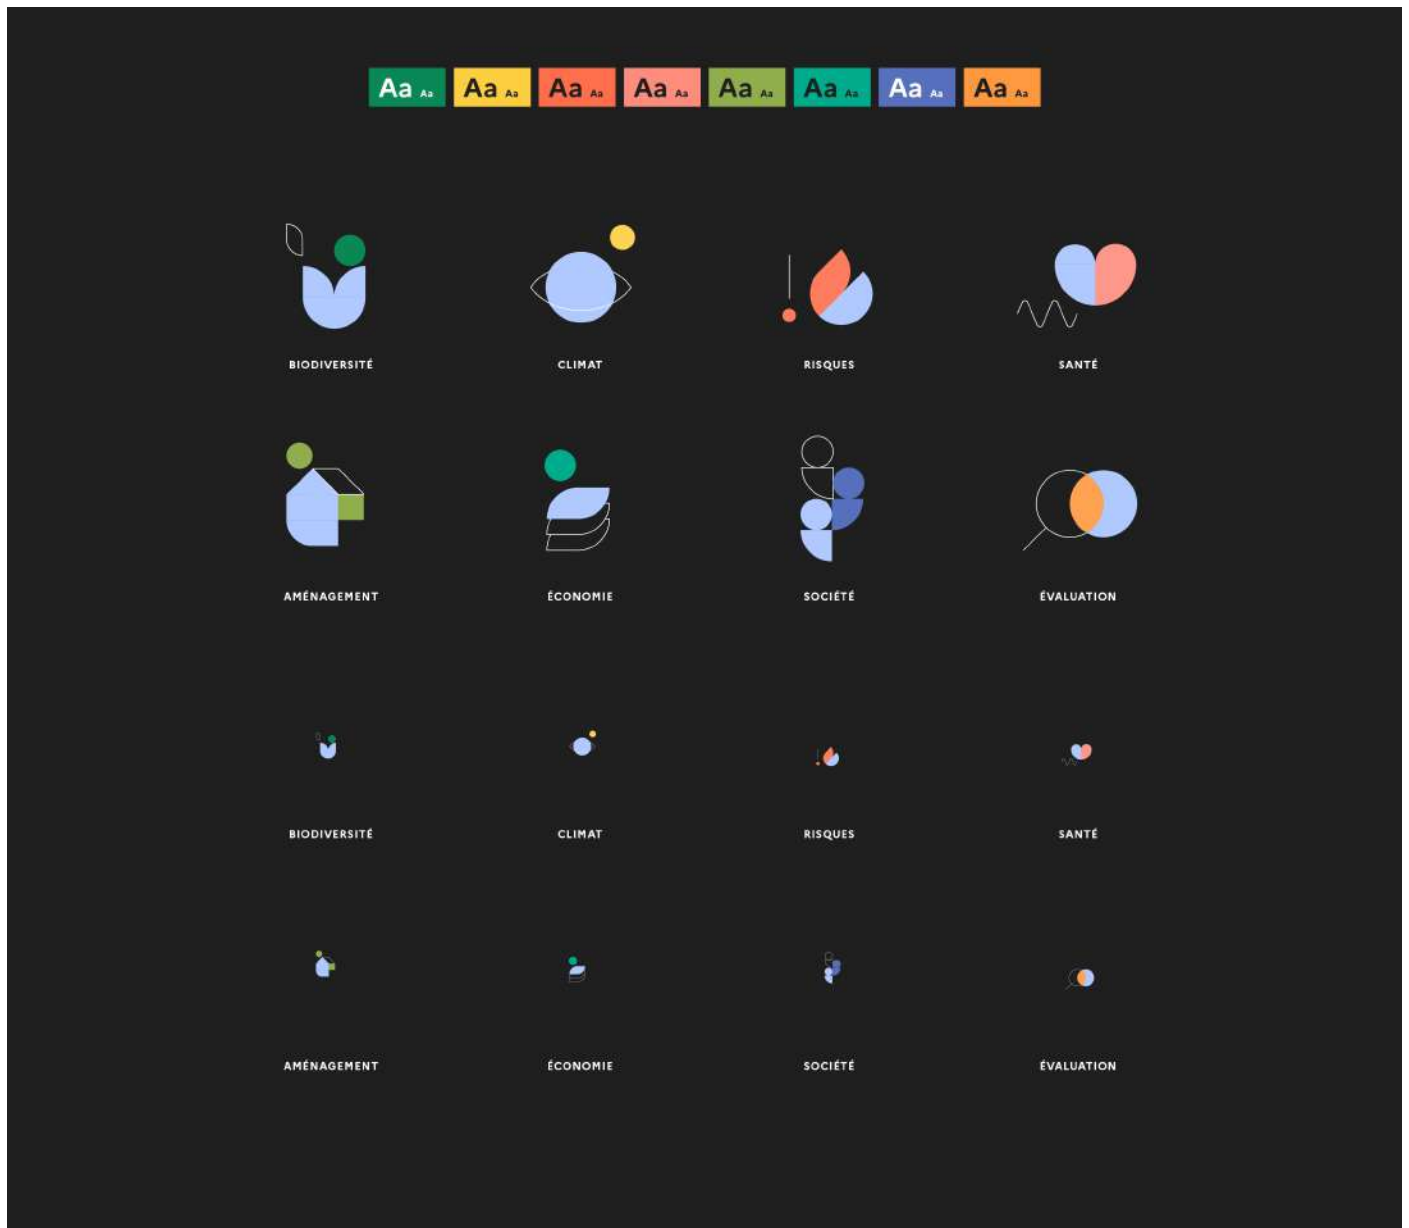 Aa Aa Aa Aa Aa Aa Aa Aa Aa Aa Aa Aa Aa Aa Aa Aa
BIODIVERSITÉ CLIMAT RISQUES SANTÉ
AMÉNAGEMENT ÉCONOMIE SOCIÉTÉ ÉVALUATION
BIODIVERSITÉ CLIMAT RISQUES SANTÉ
AMÉNAGEMENT ÉCONOMIE SOCIÉTÉ ÉVALUATION